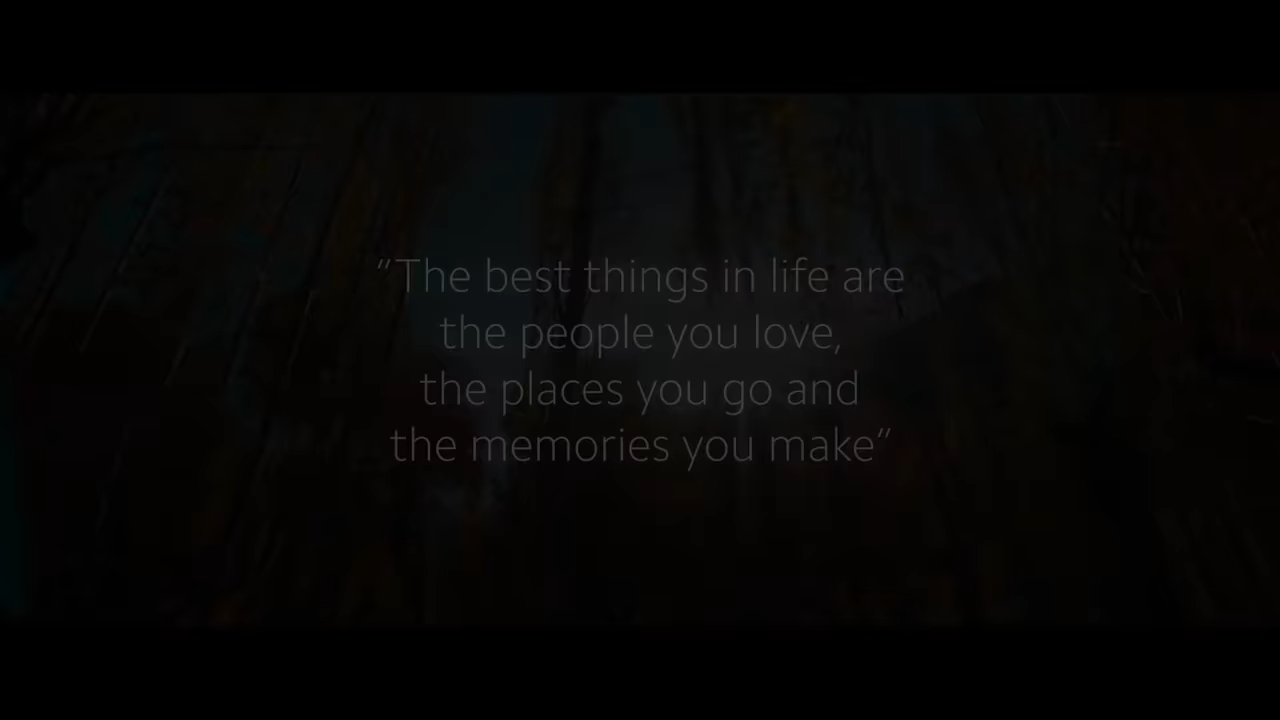 “The best things in life are
the people you love,
the places you go and
the memories you make”